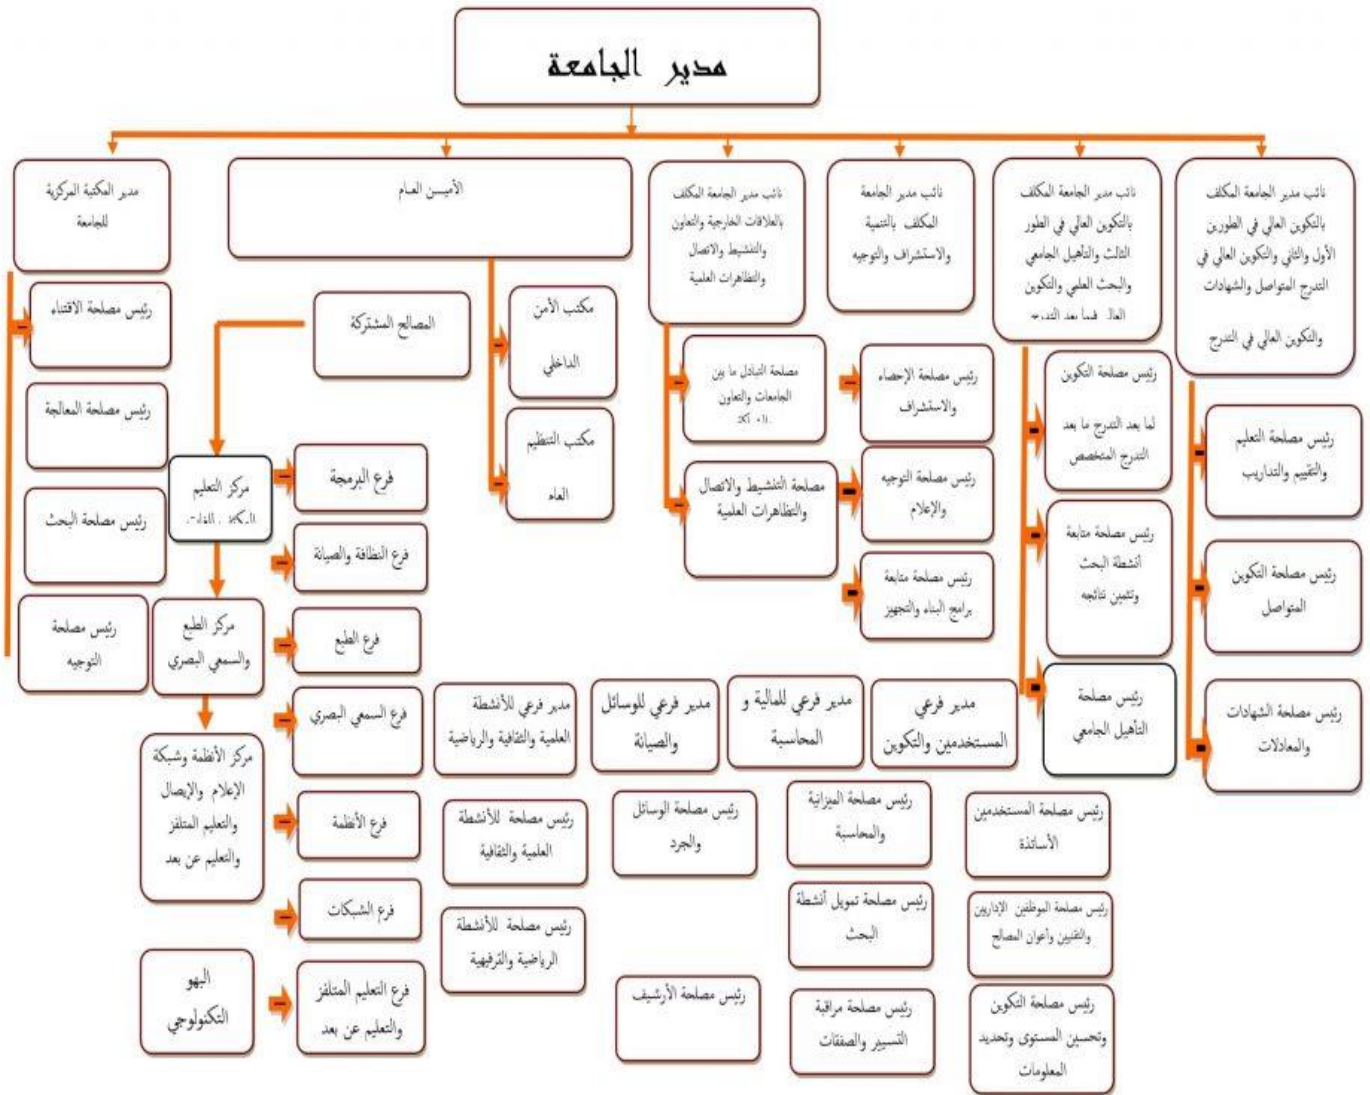 مدير الجامعة
نائب مدير الجامعة المكلف
بالتكوين العالي في الطورين
الأول والثاني والتكوين العالي في
التدرج المتواصل والشهادات
والتكوين العالي في التدرج
نائب مدير الجامعة المكلف
بالتكوين العالي في الطور
الثالث والتأهيل الجامعي
والبحث العلمي والتكوين
العالي فيما بعد التدرج
نائب مدير الجامعة
المكلف بالتنمية
والاستشراف والتوجيه
نائب مدير الجامعة المكلف
بالعلاقات الخارجية والتعاون
والتنشيط والاتصال
والتظاهرات العلمية
الأميـن العـام
مدير المكتبة المركزية
للجامعة
رئيس مصلحة التعليم
والتقييم والتداريب
رئيس مصلحة التكوين
المتواصل
رئيس مصلحة الشهادات
والمعادلات
رئيس مصلحة التكوين
لما بعد التدرج ما بعد
التدرج المتخصص
رئيس مصلحة متابعة
أنشطة البحث
وتثمين نتائجه
رئيس مصلحة
التأهيل الجامعي
رئيس مصلحة الإحصاء
والاستشراف
رئيس مصلحة التوجيه
والإعلام
رئيس مصلحة متابعة
برامج البناء والتجهيز
مصلحة التبادل ما بين
الجامعات والتعاون
مصلحة التنشيط والاتصال
والتظاهرات العلمية
مكتب الأمن
الداخلي
مكتب التنظيم
العام
المصالح المشتركة
رئيس مصلحة الاقتناء
رئيس مصلحة المعالجة
رئيس مصلحة البحث
رئيس مصلحة
التوجيه
مركز التعليم
المكثف للغات
مركز الطبع
والسمعي البصري
مركز الأنظمة وشبكة
الإعلام والإيصال
والتعليم المتلفز
والتعليم عن بعد
البهو
التكنولوجي
فرع البرمجة
فرع النظافة والصيانة
فرع الطبع
فرع السمعي البصري
فرع الأنظمة
فرع الشبكات
فرع التعليم المتلفز
والتعليم عن بعد
مدير فرعي
المستخدمين والتكوين
مدير فرعي للمالية و
المحاسبة
مدير فرعي للوسائل
والصيانة
مدير فرعي للأنشطة
العلمية والثقافية والرياضية
رئيس مصلحة المستخدمين
الأساتذة
رئيس مصلحة الموظفين الإداريين
والتقنيين وأعوان المصالح
رئيس مصلحة التكوين
وتحسين المستوى وتحديد
المعلومات
رئيس مصلحة الميزانية
والمحاسبة
رئيس مصلحة تمويل أنشطة
البحث
رئيس مصلحة مراقبة
التسيير والصفقات
رئيس مصلحة الوسائل
والجرد
رئيس مصلحة الأرشيف
رئيس مصلحة للأنشطة
العلمية والثقافية
رئيس مصلحة للأنشطة
الرياضية والترفيهية